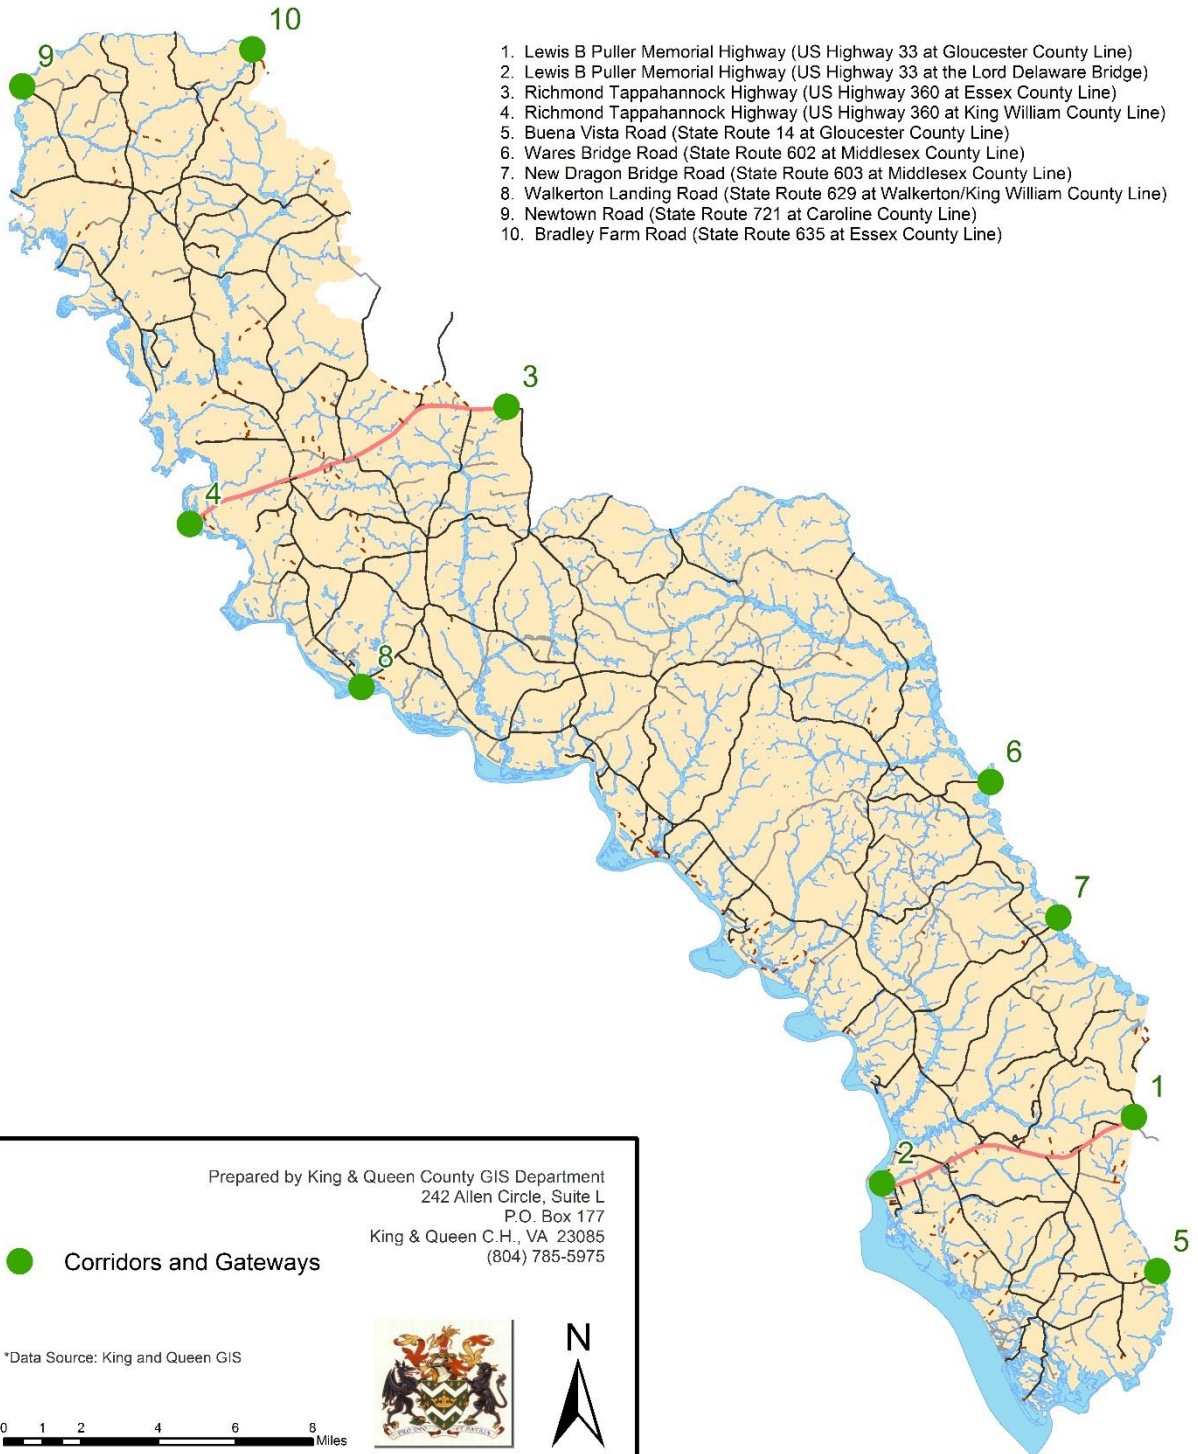 10
9
1. Lewis B Puller Memorial Highway (US Highway 33 at Gloucester County Line)
2. Lewis B Puller Memorial Highway (US Highway 33 at the Lord Delaware Bridge)
3. Richmond Tappahannock Highway (US Highway 360 at Essex County Line)
4. Richmond Tappahannock Highway (US Highway 360 at King William County Line)
5. Buena Vista Road (State Route 14 at Gloucester County Line)
6. Wares Bridge Road (State Route 602 at Middlesex County Line)
7. New Dragon Bridge Road (State Route 603 at Middlesex County Line)
8. Walkerton Landing Road (State Route 629 at Walkerton/King William County Line)
9. Newtown Road (State Route 721 at Caroline County Line)
10. Bradley Farm Road (State Route 635 at Essex County Line)
3
4
8
6
7
1
2
5
Prepared by King & Queen County GIS Department
242 Allen Circle, Suite L
P.O. Box 177
King & Queen C.H., VA 23085
(804) 785-5975
Corridors and Gateways
N
*Data Source: King and Queen GIS
0 1 2 4 6 8
Miles